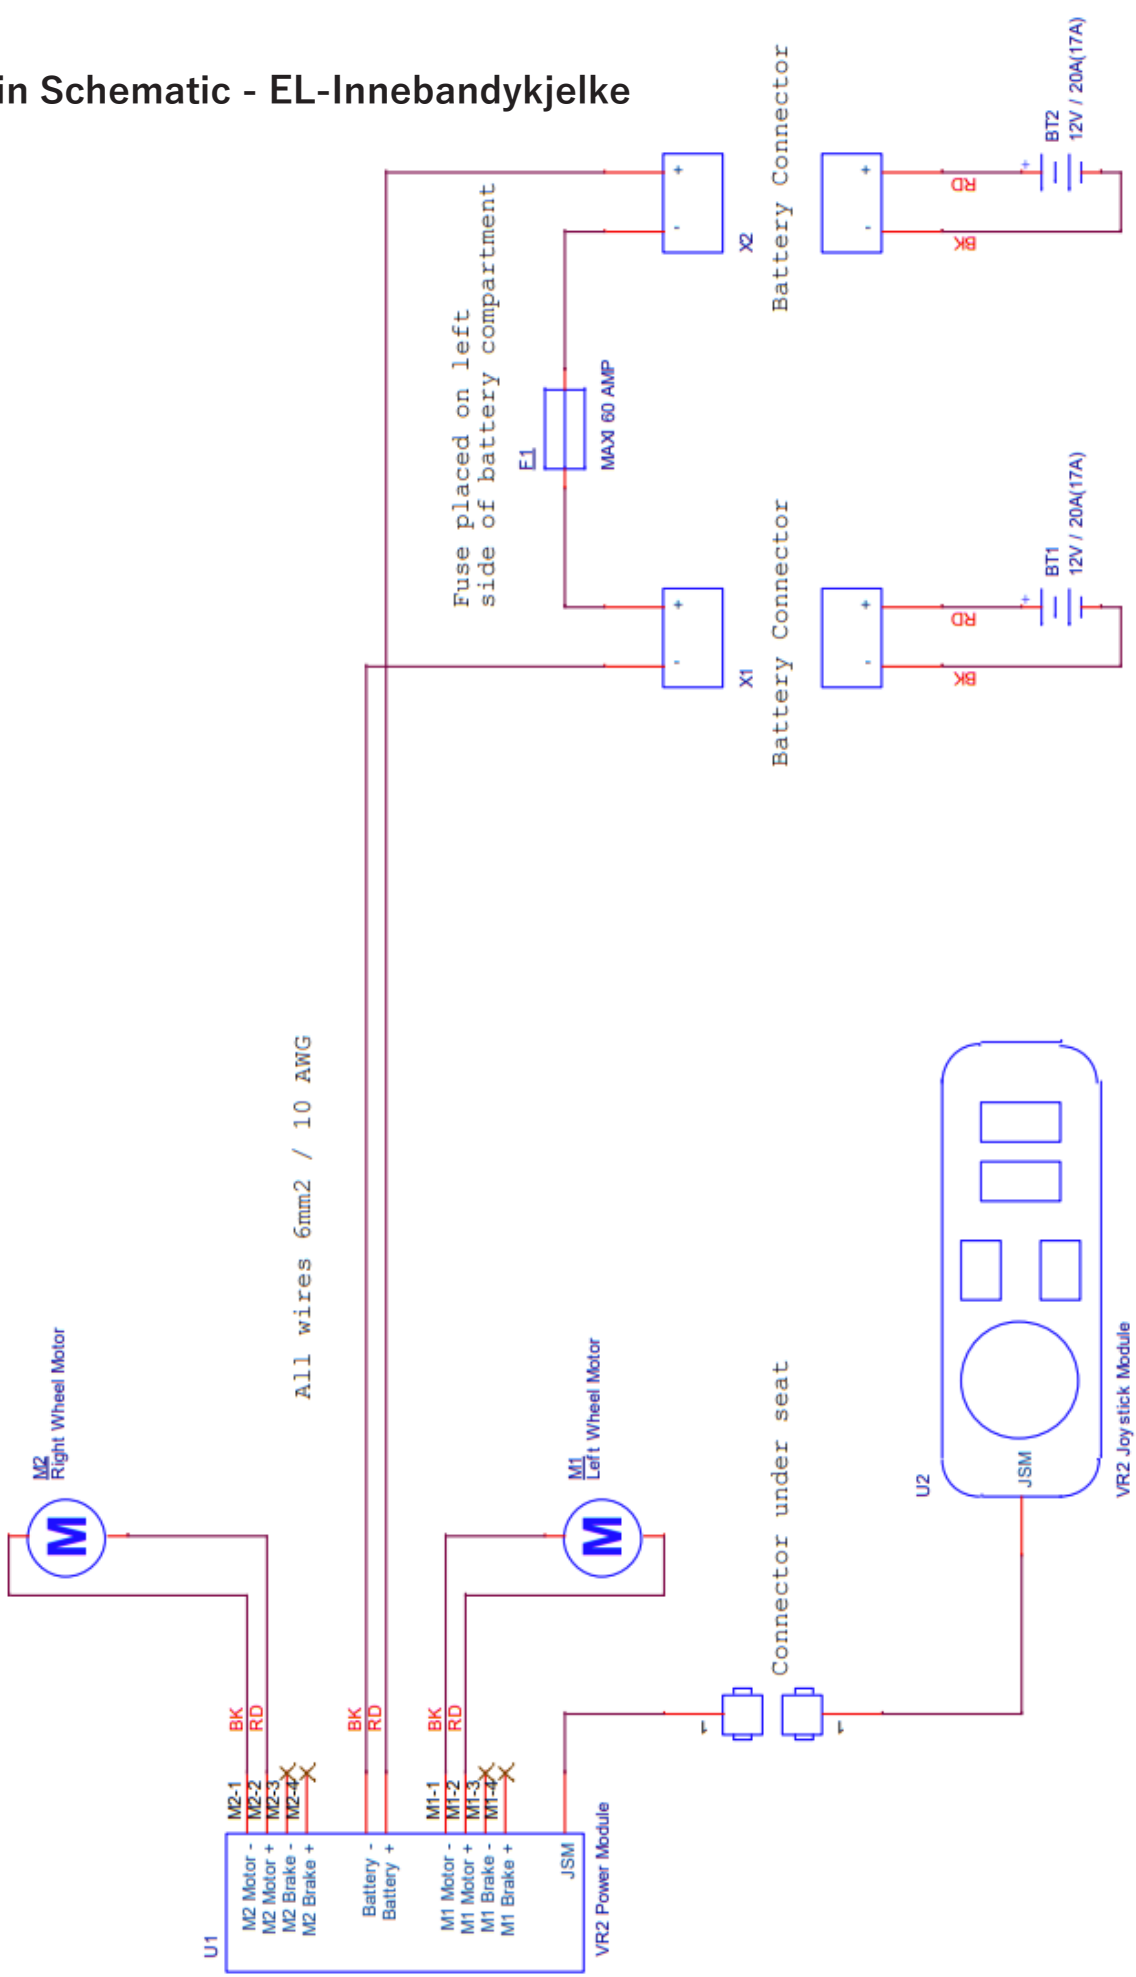 in Schematic - EL-Innebandykjelke
M2
Right Wheel Motor
M
All wires 6mm2 / 10 AWG
Fuse placed on left
side of battery compartment
F1
MAXI 60 AMP
M1
Left Wheel Motor
M
U1
M2 Motor -
M2 Motor +
M2 Brake -
M2 Brake +
Battery -
Battery +
M1 Motor -
M1 Motor +
M1 Brake -
M1 Brake +
JSM
VR2 Power Module
M2-1
M2-2
M2-3
M2-4
M1-1
M1-2
M1-3
M1-4
BK
RD
BK
RD
BK
RD
Connector under seat
1
1
U2
JSM
VR2 Joystick Module
- +
X1
Battery Connector
- +
BK
RD
+
BT1
12V / 20A(17A)
- +
X2
Battery Connector
- +
BK
RD
+
BT2
12V / 20A(17A)